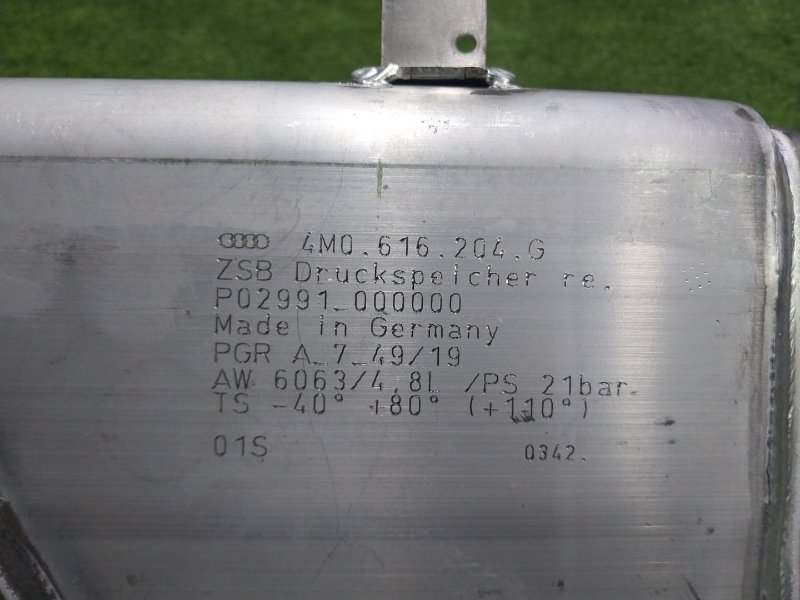 4M0.616.204.G
ZSB Druckspeicher re.
P02991_000000
Made in Germany
PGR A_7_49/19
AW 6063/4.8L /PS 21bar.
TS -40° +80° (+110°)
01S 0342.